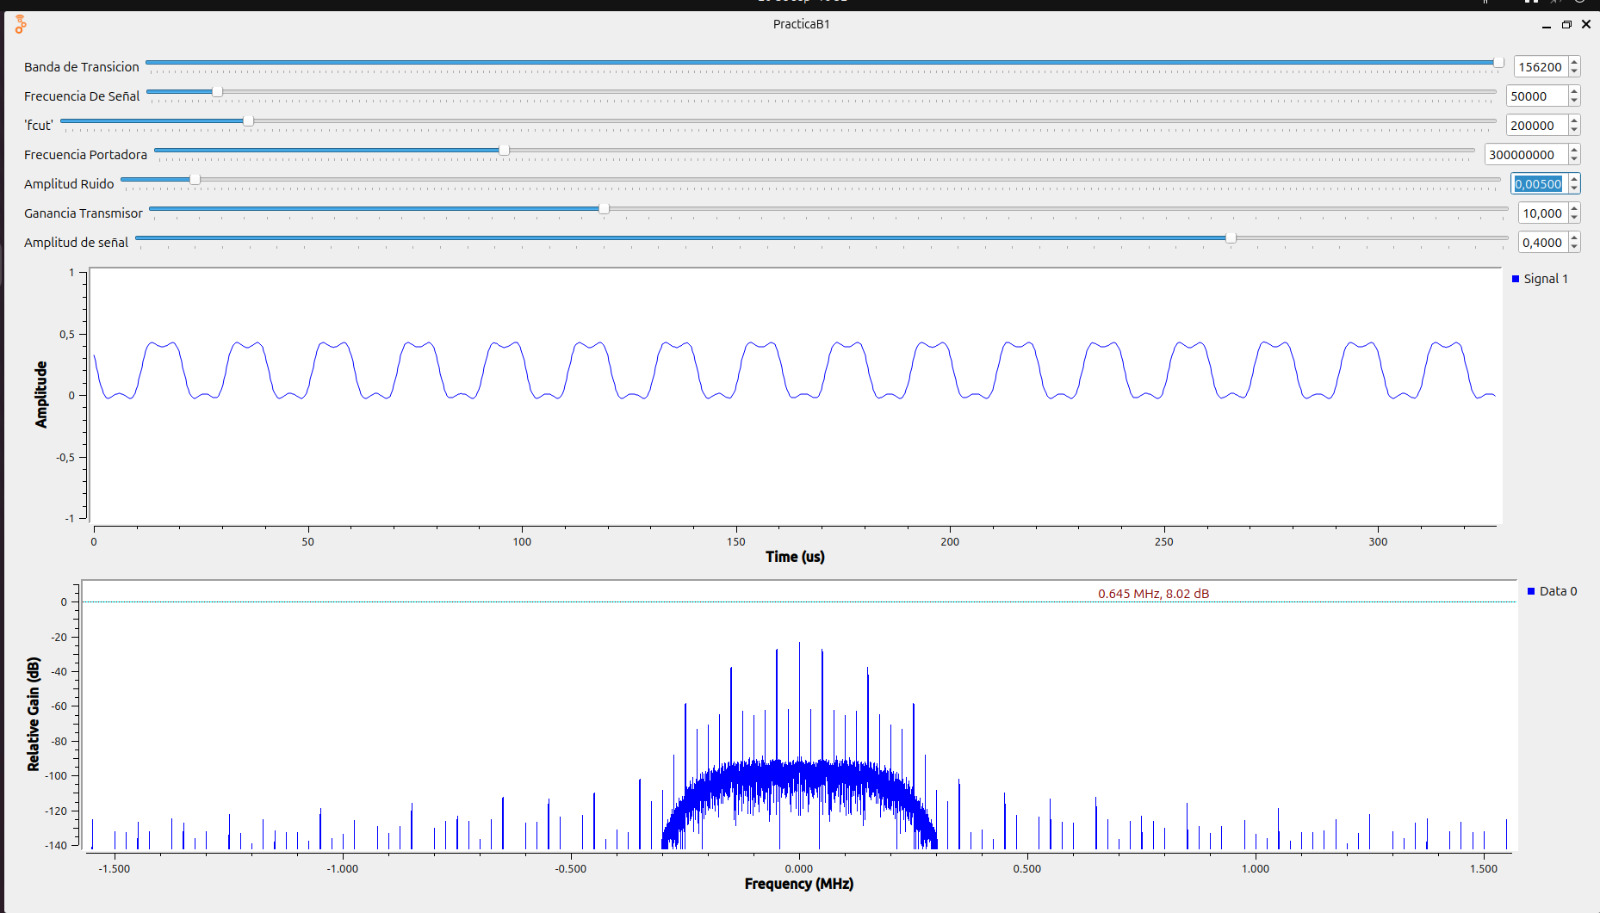 PracticaB1
Banda de Transicion 156200
Frecuencia De Señal 50000
'fcut' 200000
Frecuencia Portadora 300000000
Amplitud Ruido 0,00500
Ganancia Transmisor 10,000
Amplitud de señal 0,4000
1
0,5
0
-0,5
-1
Amplitude
Signal 1
0 50 100 150 200 250 300
Time (us)
0.645 MHz, 8.02 dB
Data 0
0
-20
-40
-60
-80
-100
-120
-140
Relative Gain (dB)
-1.500 -1.000 -0.500 0.000 0.500 1.000 1.500
Frequency (MHz)